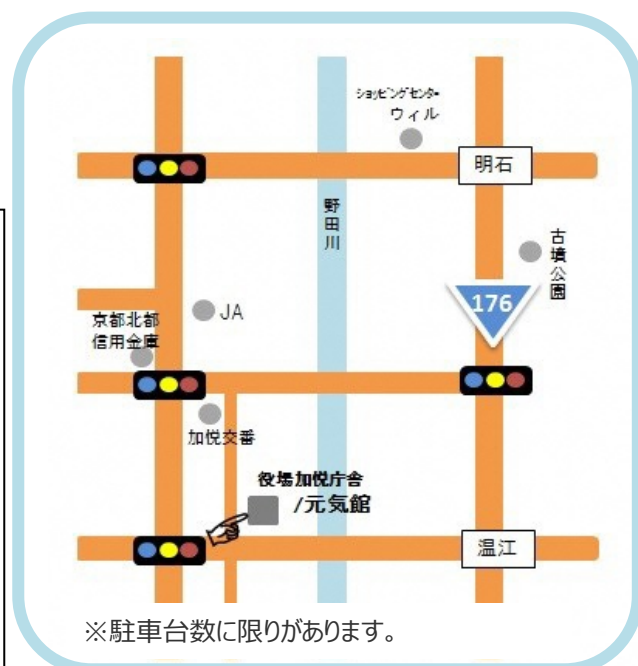 ショッピングセンター
ウィル
明石
野田川
古墳公園
176
JA
京都北都
信用金庫
加悦交番
役場加悦庁舎
/元気館
温江
※駐車台数に限りがあります。